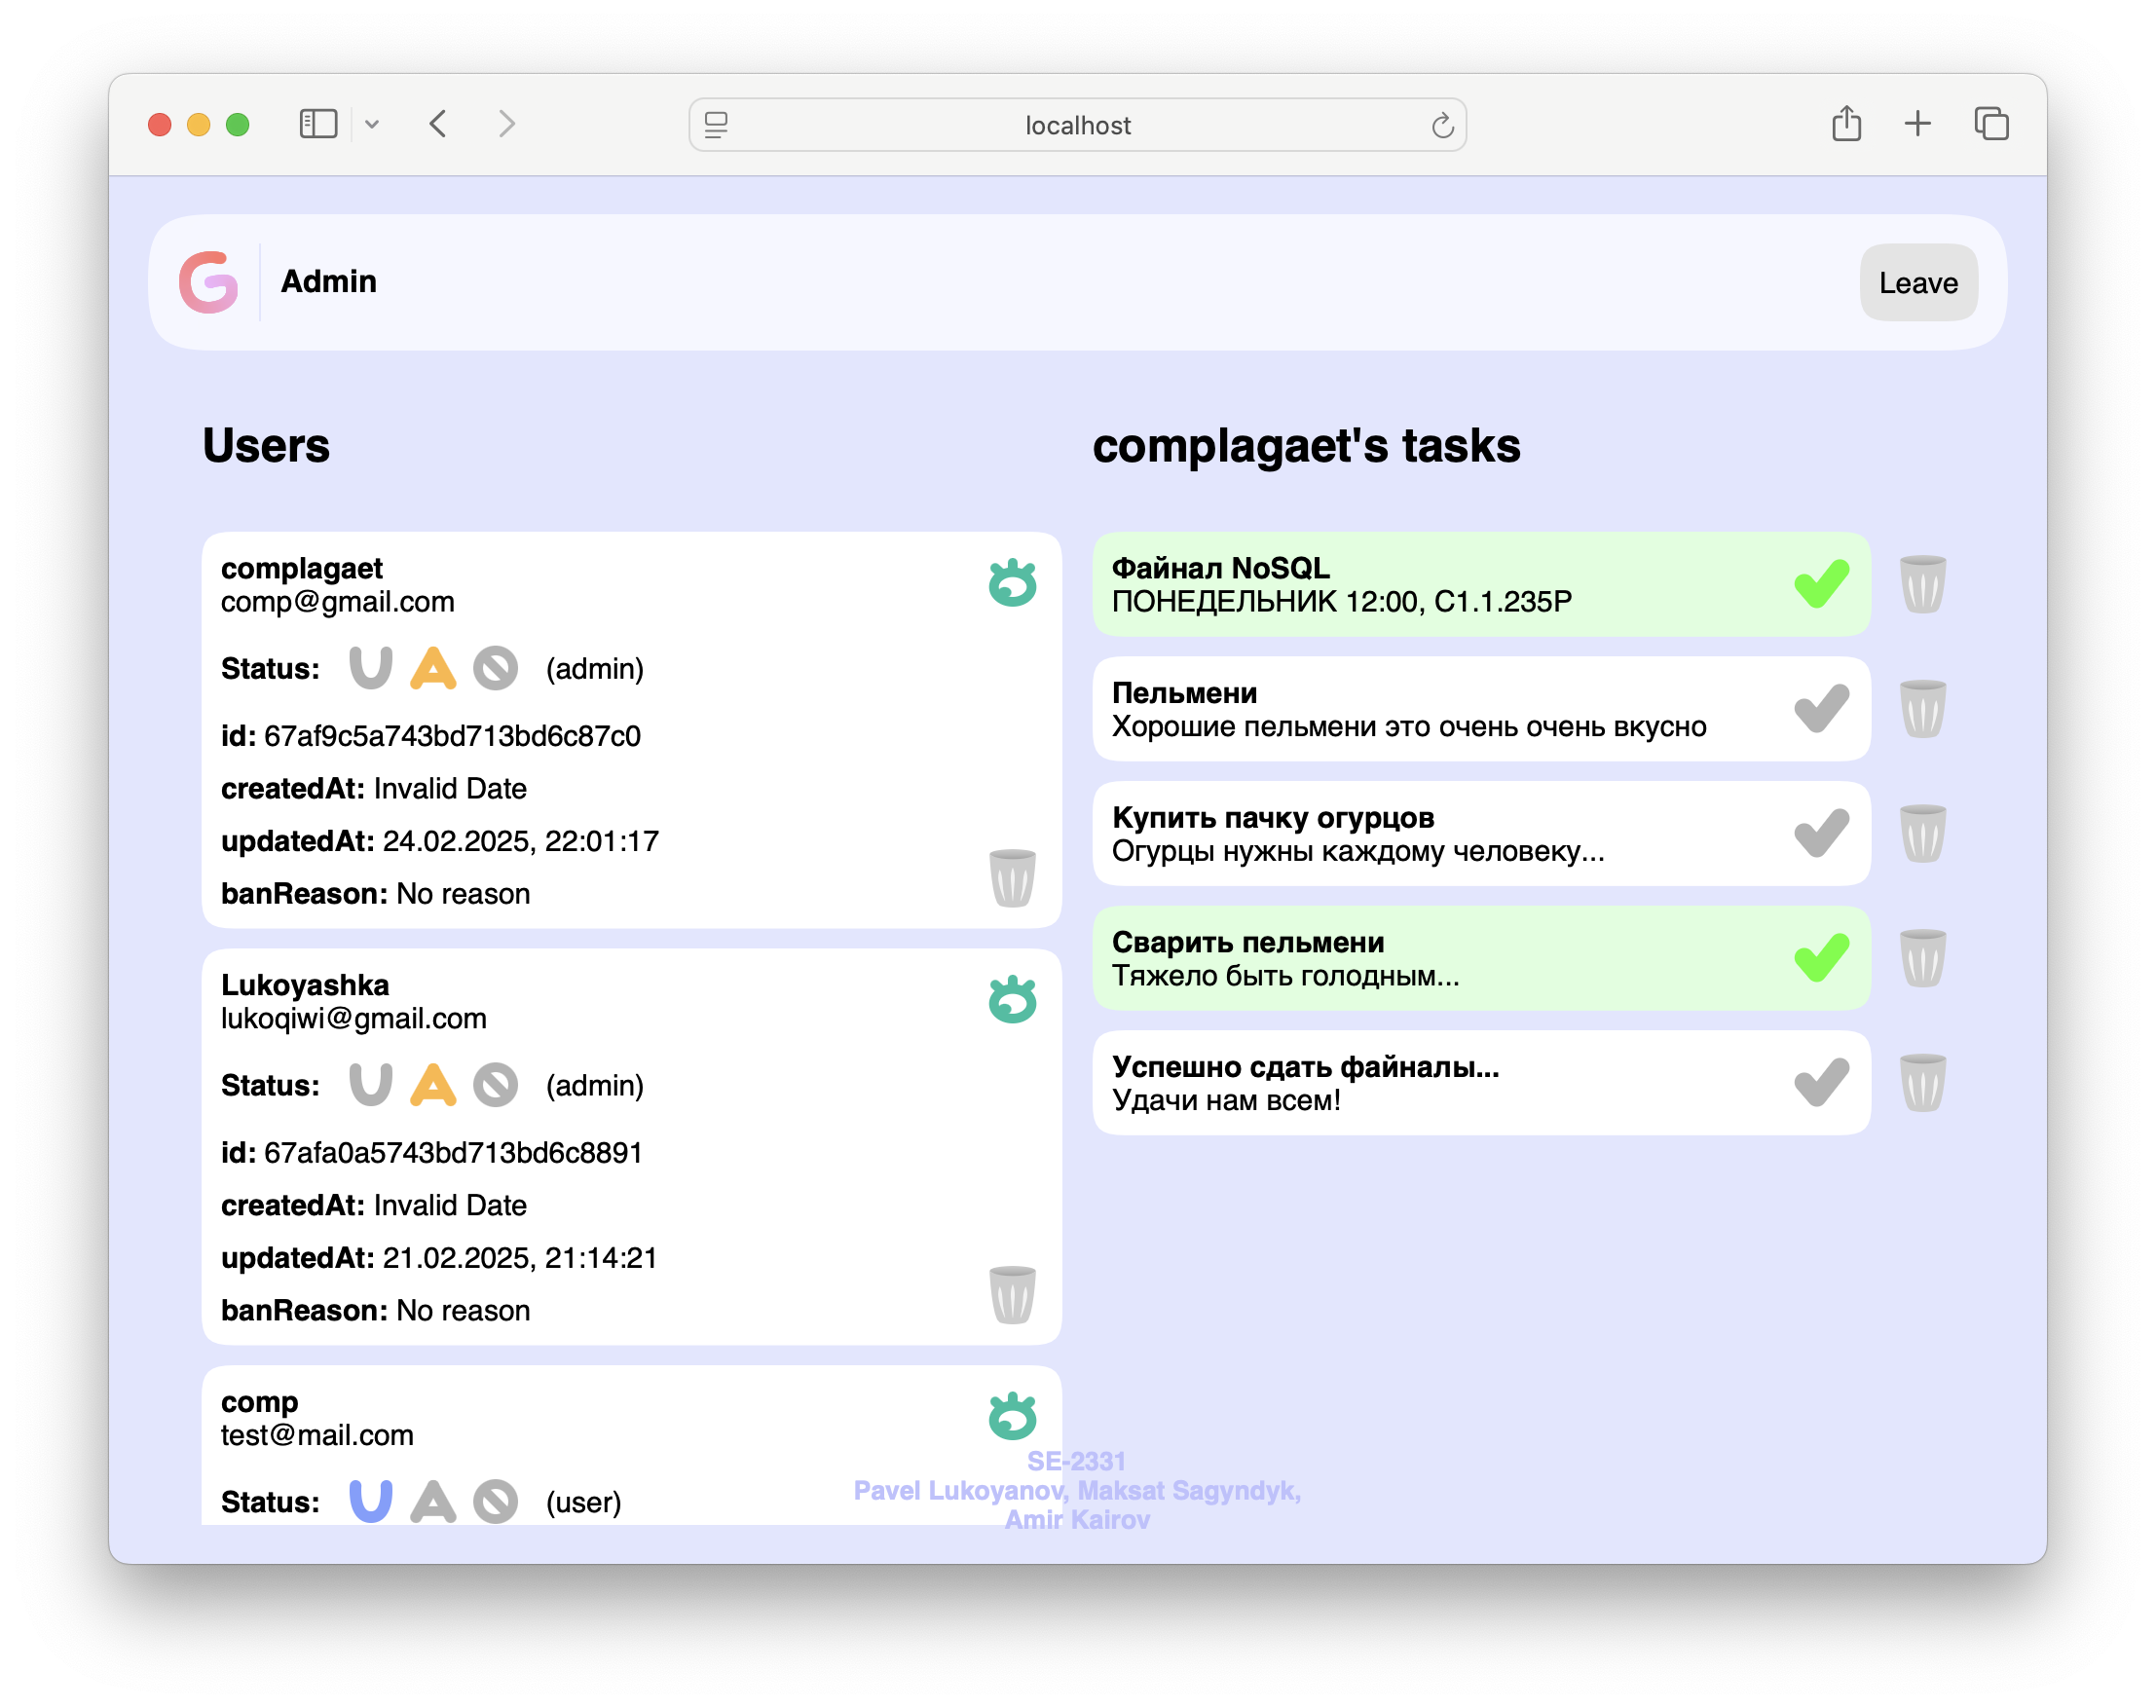 localhost
Admin
Leave
Users
complagaet
comp@gmail.com
Status: (admin)
id: 67af9c5a743bd713bd6c87c0
createdAt: Invalid Date
updatedAt: 24.02.2025, 22:01:17
banReason: No reason
Lukoyashka
lukoqiwi@gmail.com
Status: (admin)
id: 67afa0a5743bd713bd6c8891
createdAt: Invalid Date
updatedAt: 21.02.2025, 21:14:21
banReason: No reason
comp
test@mail.com
Status: (user)
complagaet's tasks
Файнал NoSQL
ПОНЕДЕЛЬНИК 12:00, C1.1.235P
Пельмени
Хорошие пельмени это очень очень вкусно
Купить пачку огурцов
Огурцы нужны каждому человеку...
Сварить пельмени
Тяжело быть голодным...
Успешно сдать файналы...
Удачи нам всем!
SE-2331
Pavel Lukoyanov, Maksat Sagyndyk,
Amir Kairov